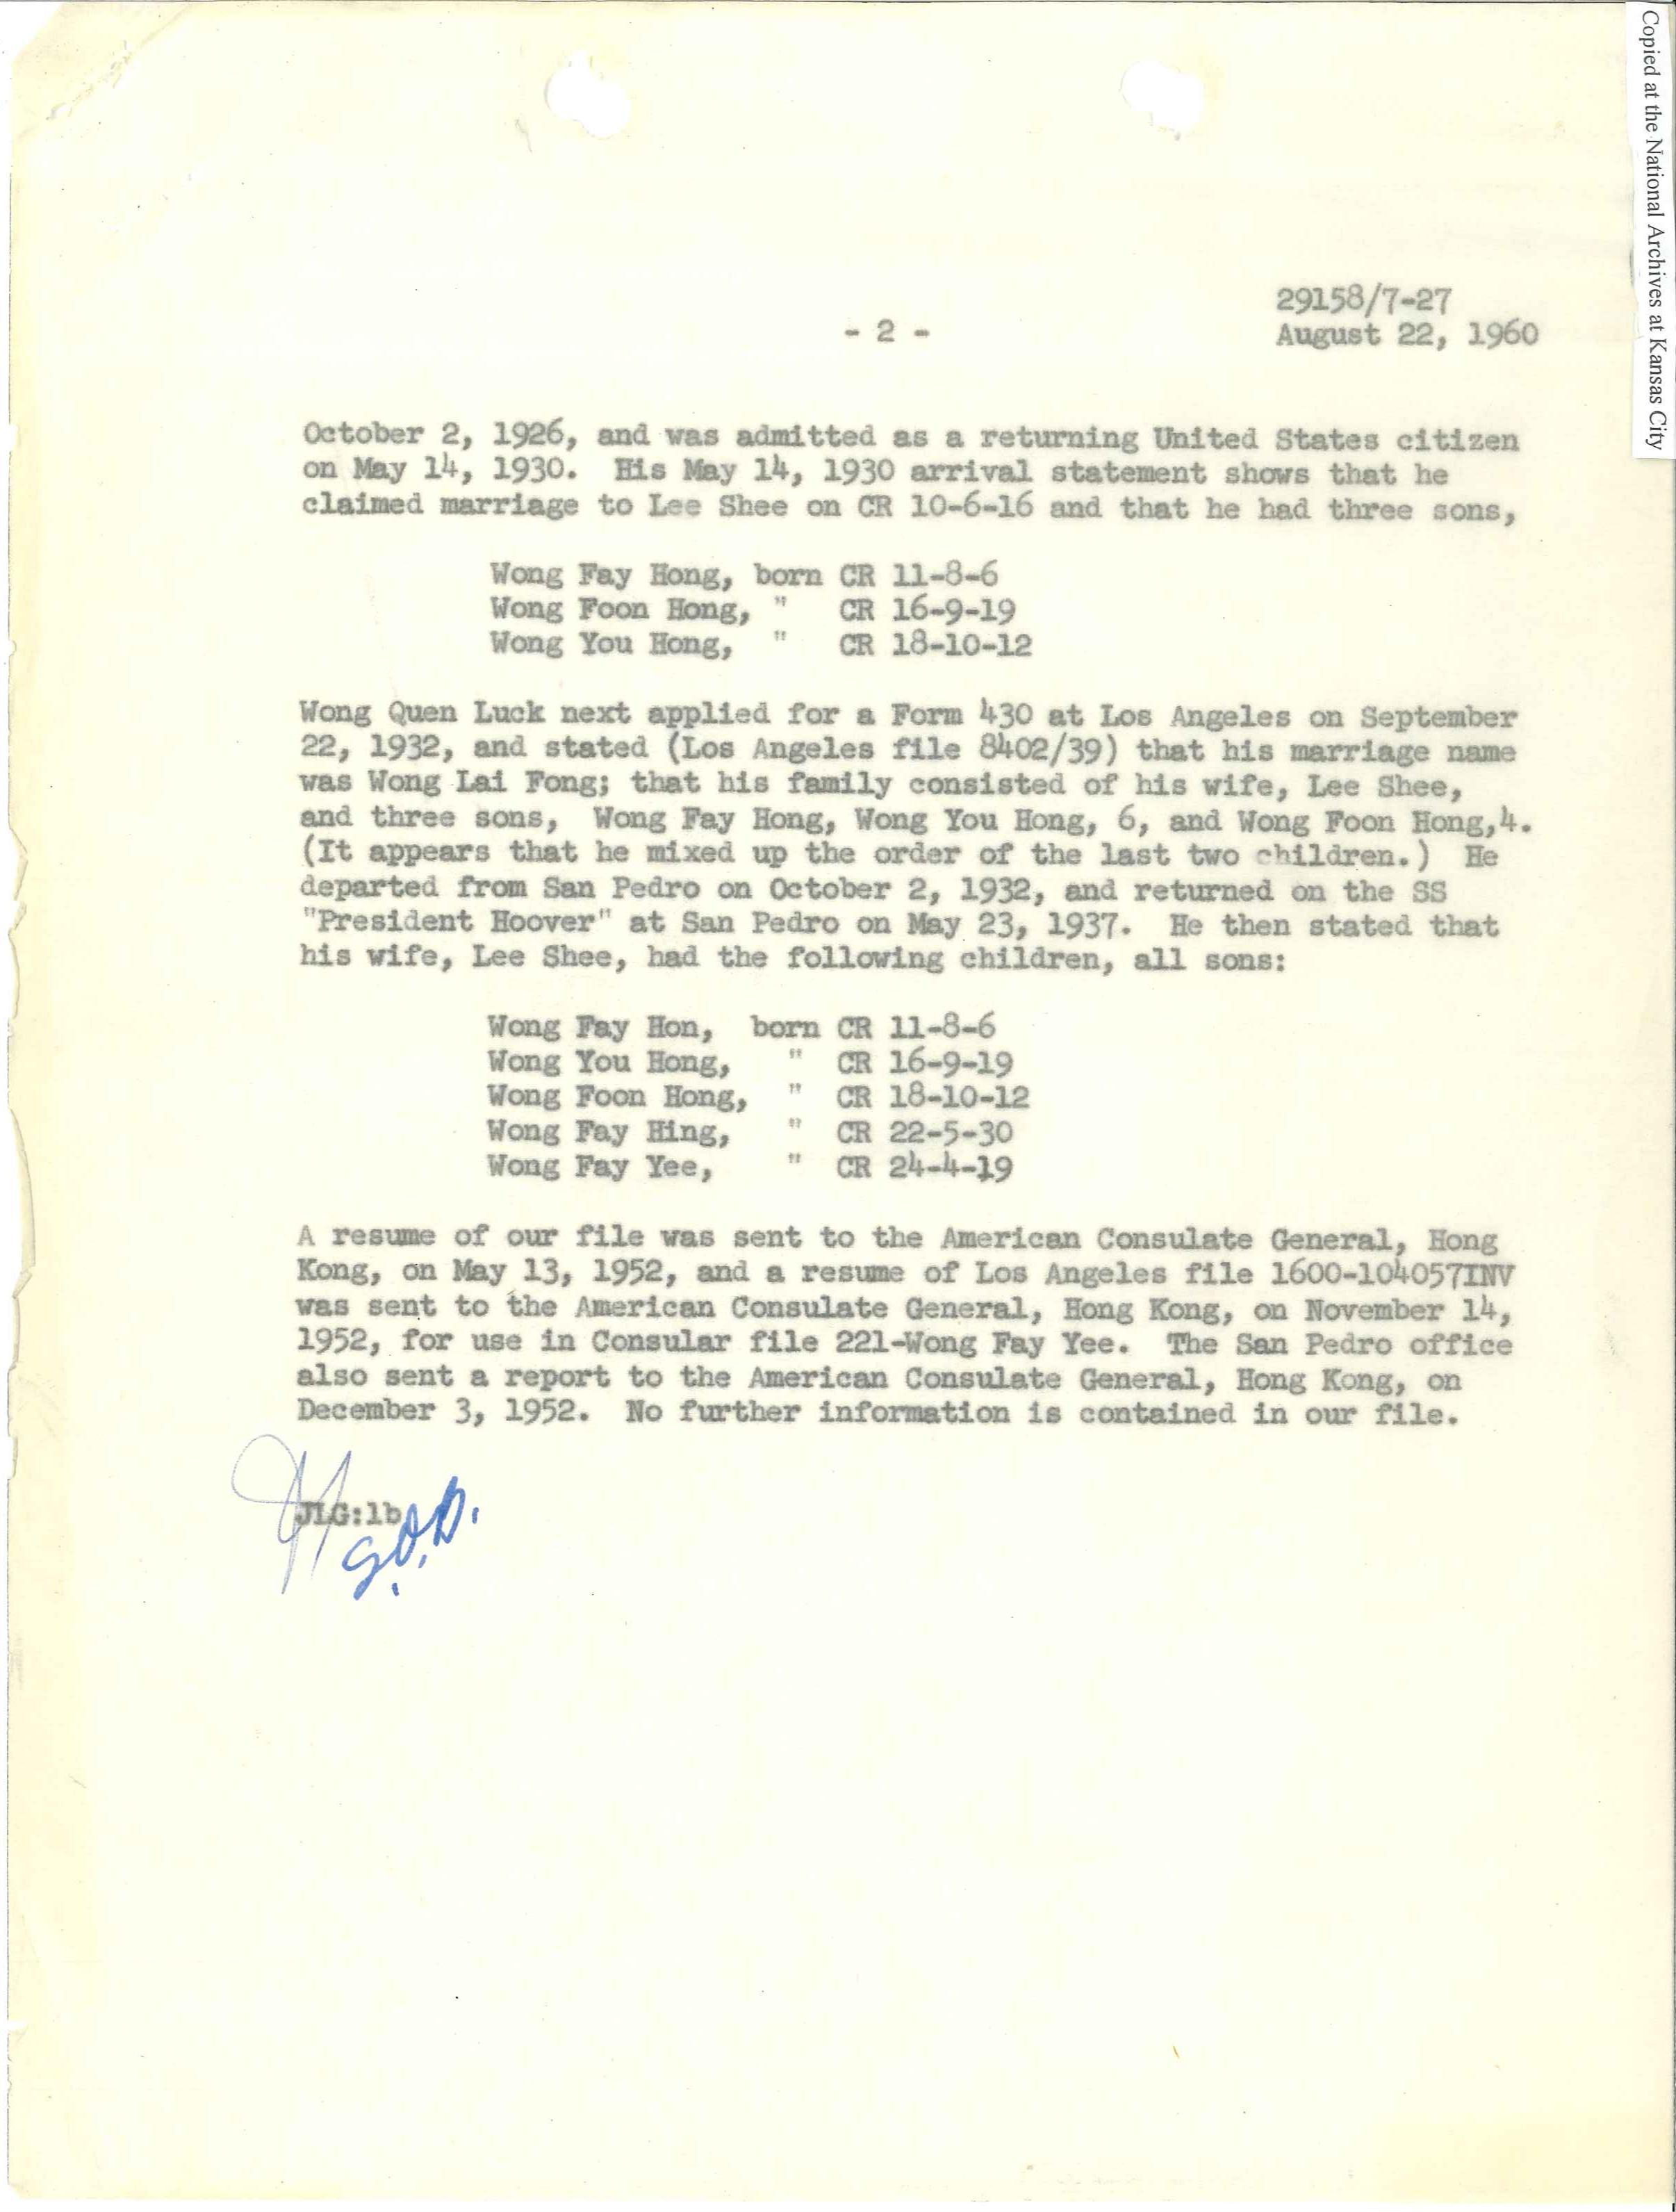 Copied at the National Archives at Kansas City
29158/7-27
- 2 -
August 22, 1960
October 2, 1926, and was admitted as a returning United States citizen
on May 14, 1930. His May 14, 1930 arrival statement shows that he
claimed marriage to Lee Shee on CR 10-6-16 and that he had three sons,
Wong Fay Hong, born CR 11-8-6
Wong Foon Hong, " CR 16-9-19
Wong You Hong, " CR 18-10-12
Wong Quen Luck next applied for a Form 430 at Los Angeles on September
22, 1932, and stated (Los Angeles file 8402/39) that his marriage name
was Wong Lai Fong; that his family consisted of his wife, Lee Shee,
and three sons, Wong Fay Hong, Wong You Hong, 6, and Wong Foon Hong,4.
(It appears that he mixed up the order of the last two children.) He
departed from San Pedro on October 2, 1932, and returned on the SS
"President Hoover" at San Pedro on May 23, 1937. He then stated that
his wife, Lee Shee, had the following children, all sons:
Wong Fay Hon, born CR 11-8-6
Wong You Hong, " CR 16-9-19
Wong Foon Hong, " CR 18-10-12
Wong Fay Hing, " CR 22-5-30
Wong Fay Yee, " CR 24-4-19
A resume of our file was sent to the American Consulate General, Hong
Kong, on May 13, 1952, and a resume of Los Angeles file 1600-104057INV
was sent to the American Consulate General, Hong Kong, on November 14,
1952, for use in Consular file 221-Wong Fay Yee. The San Pedro office
also sent a report to the American Consulate General, Hong Kong, on
December 3, 1952. No further information is contained in our file.
JLG:lb